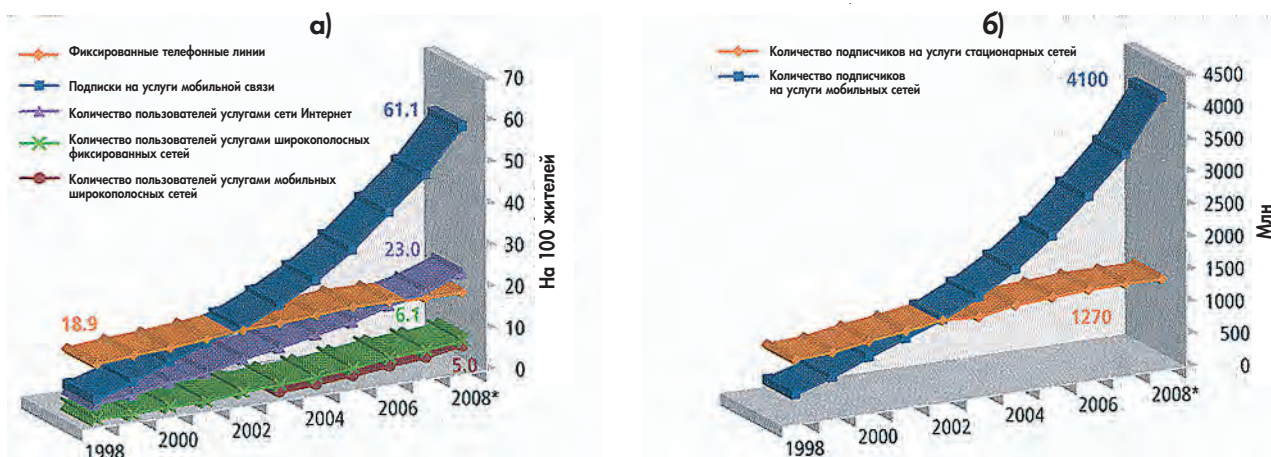 а)
Фиксированные телефонные линии
Подписки на услуги мобильной связи
Количество пользователей услугами сети Интернет
Количество пользователей услугами широкополосных
фиксированных сетей
Количество пользователей услугами мобильных
широкополосных сетей
61.1
23.0
18.9
6.1
5.0
70
60
50
40
30
20
10
0
На 100 жителей
1998
2000
2002
2004
2006
2008*
б)
Количество подписчиков на услуги стационарных сетей
Количество подписчиков
на услуги мобильных сетей
4100
1270
4500
4000
3500
3000
2500
2000
1500
1000
500
0
Млн
1998
2000
2002
2004
2006
2008*